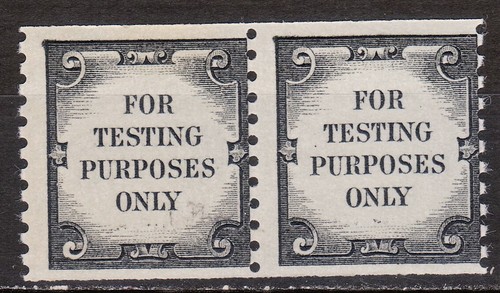 FOR
TESTING
PURPOSES
ONLY
FOR
TESTING
PURPOSES
ONLY